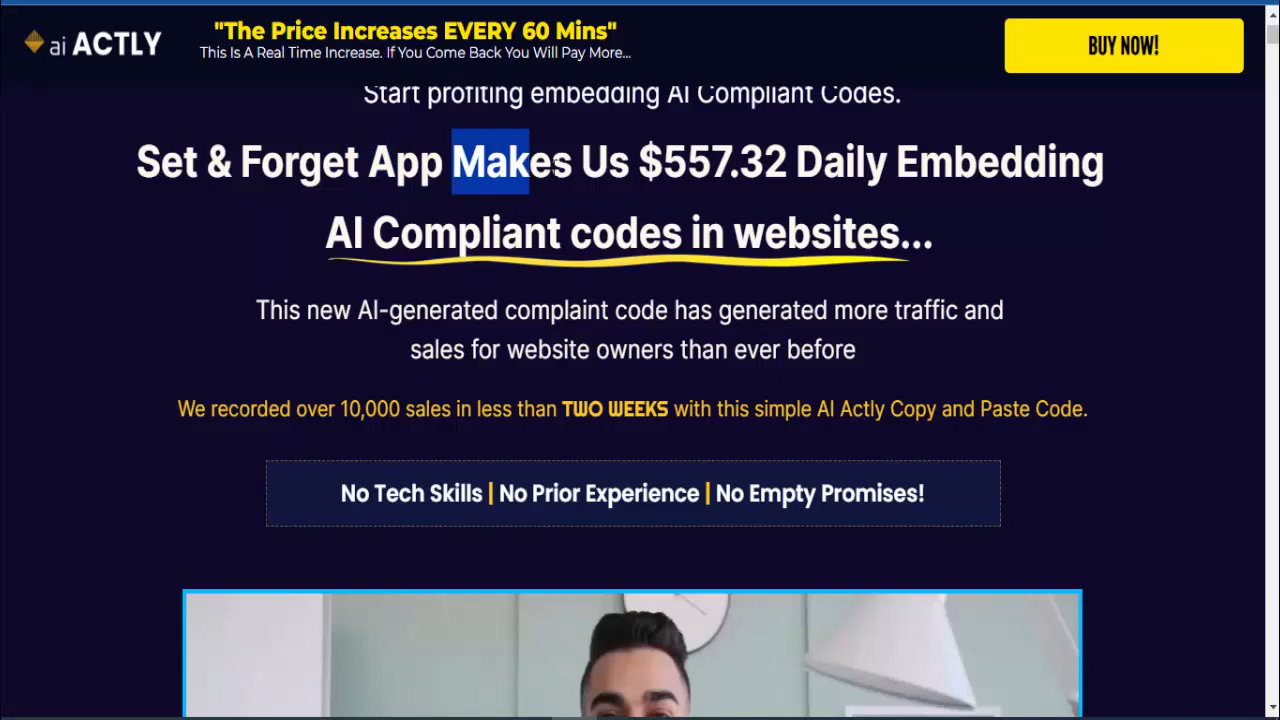 ai ACTLY
"The Price Increases EVERY 60 Mins"
This Is A Real Time Increase. If You Come Back You Will Pay More...
BUY NOW!
Start profiting embedding AI Compliant Codes.
Set & Forget App Makes Us $557.32 Daily Embedding
AI Compliant codes in websites...
This new AI-generated complaint code has generated more traffic and
sales for website owners than ever before
We recorded over 10,000 sales in less than TWO WEEKS with this simple AI Actly Copy and Paste Code.
No Tech Skills | No Prior Experience | No Empty Promises!